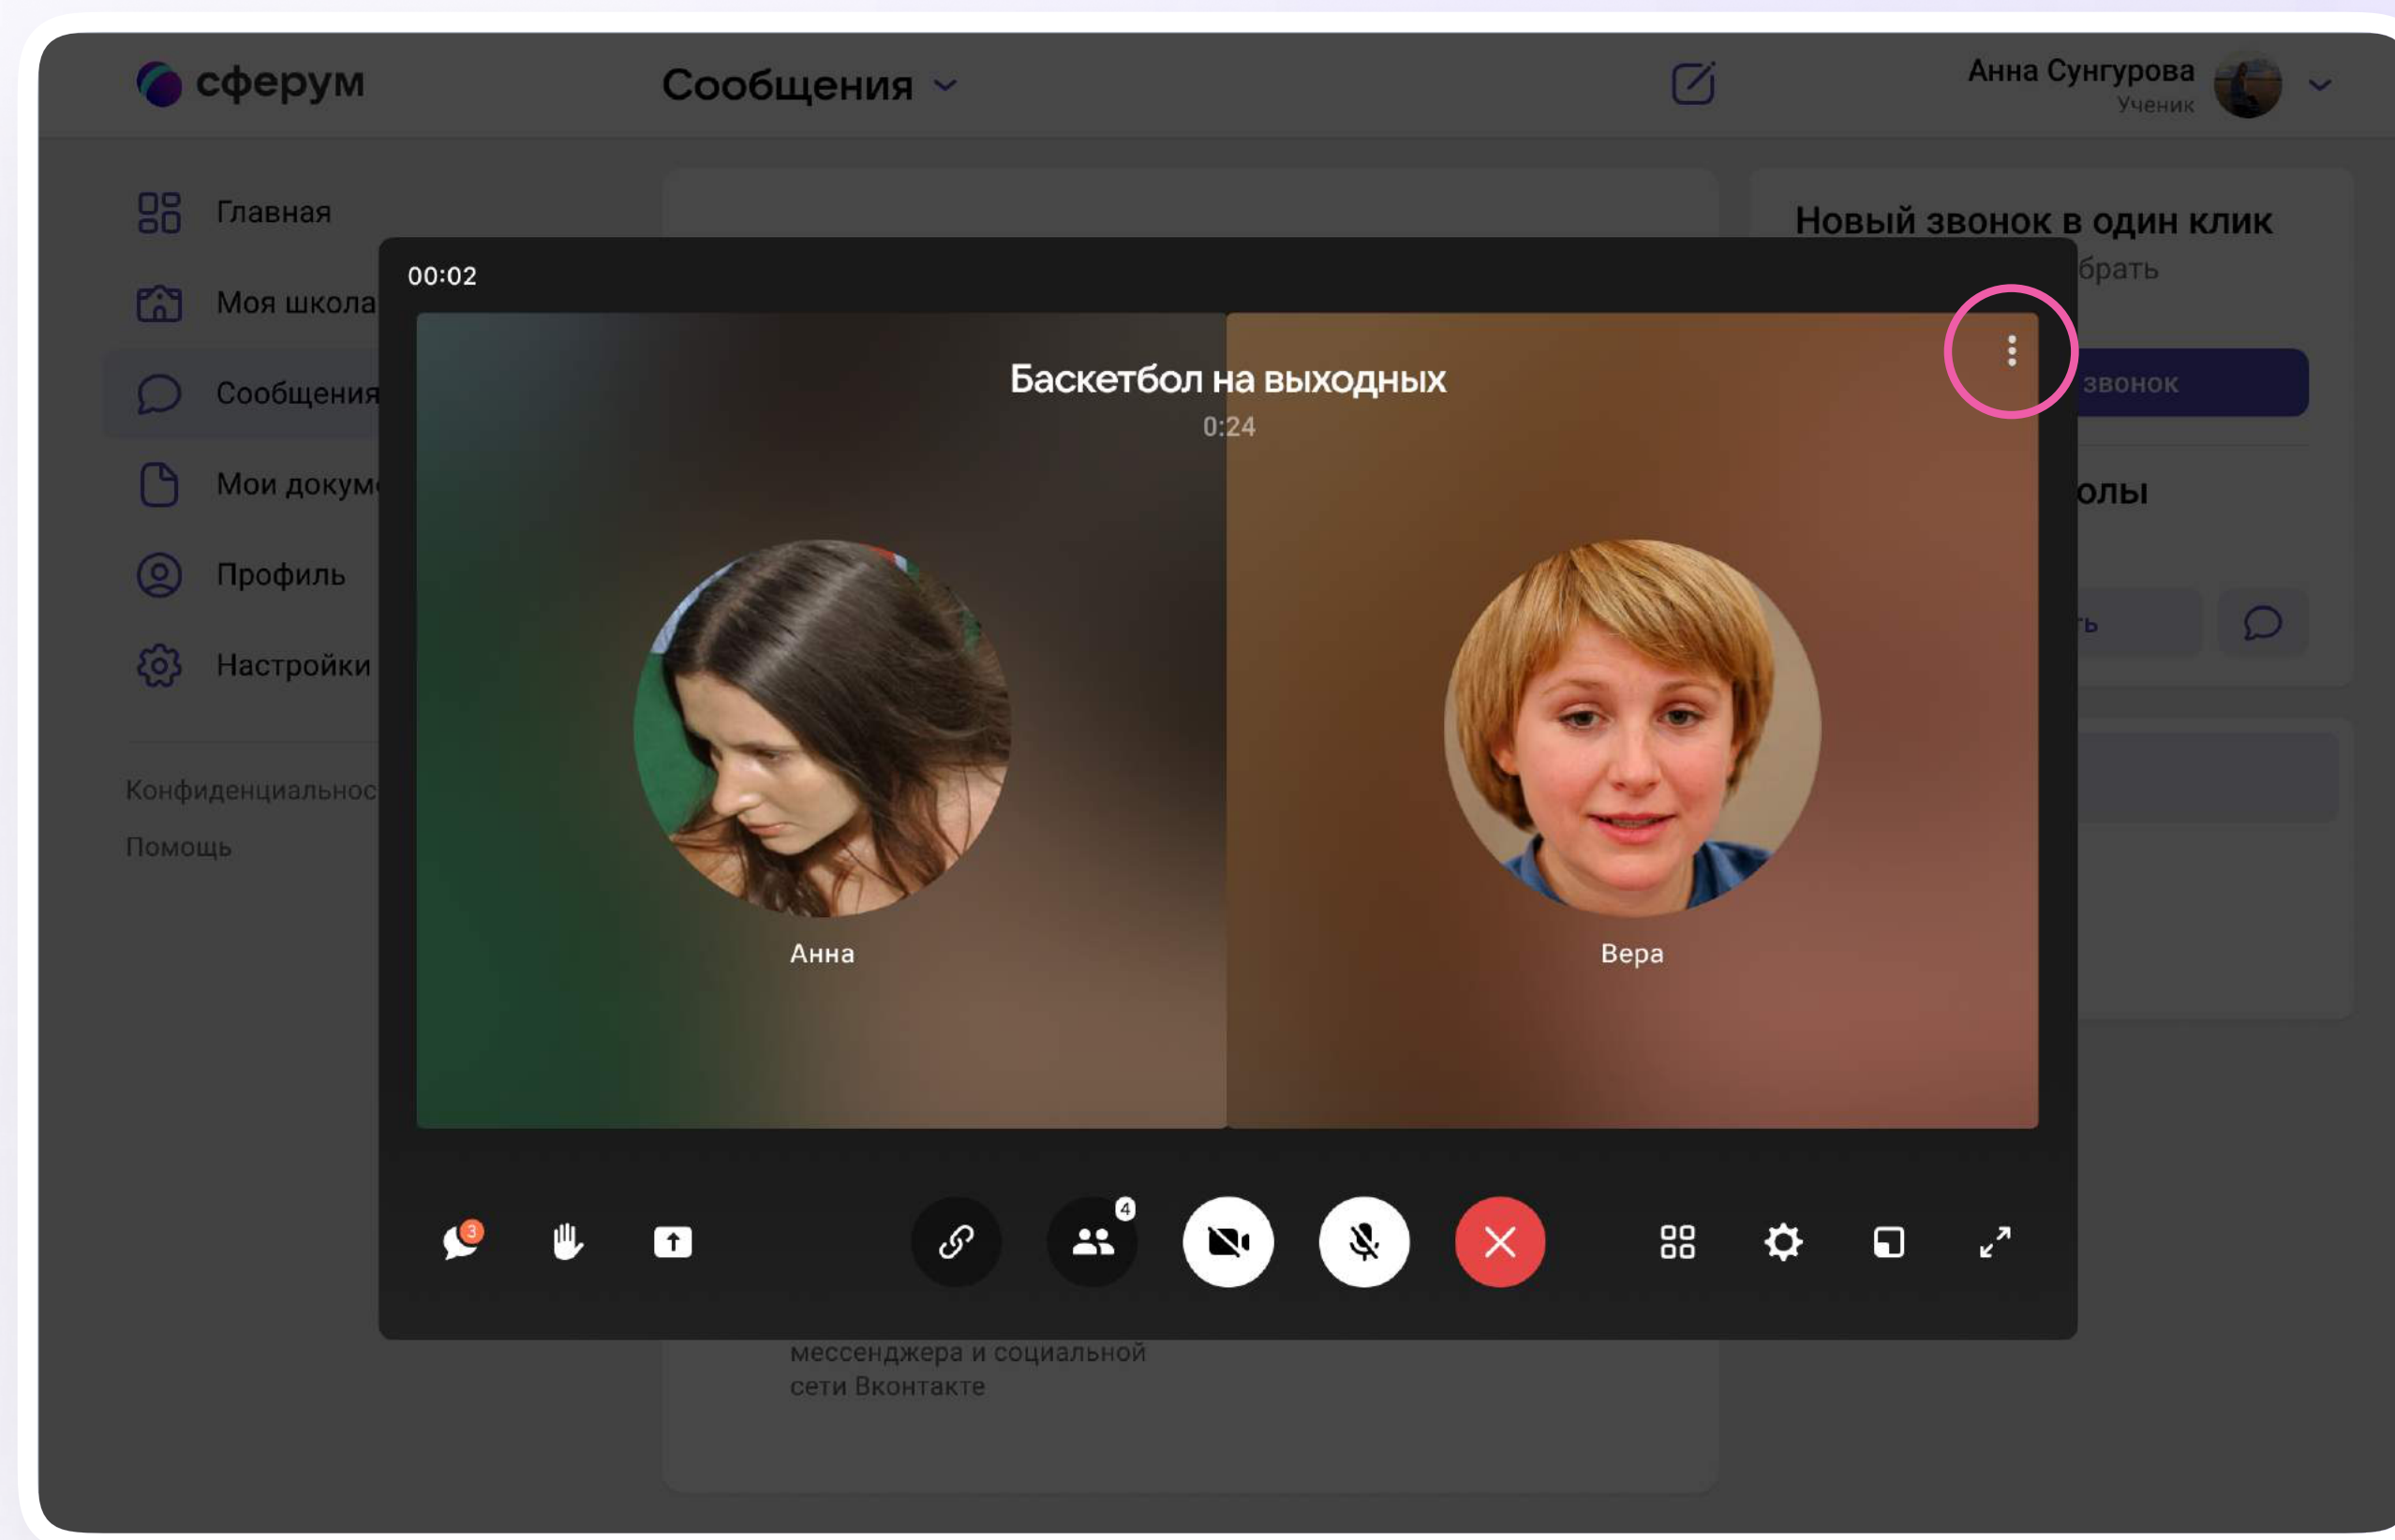 сферум
Сообщения
Анна Сунгурова
Ученик
Главная
Моя школа
Сообщения
Мои докум
Профиль
Настройки
Конфиденциальнос
Помощь
Новый звонок в один клик
брать
звонок
олы
ть
00:02
Баскетбол на выходных
0:24
Анна
Вера
3
4
мессенджера и социальной
сети Вконтакте